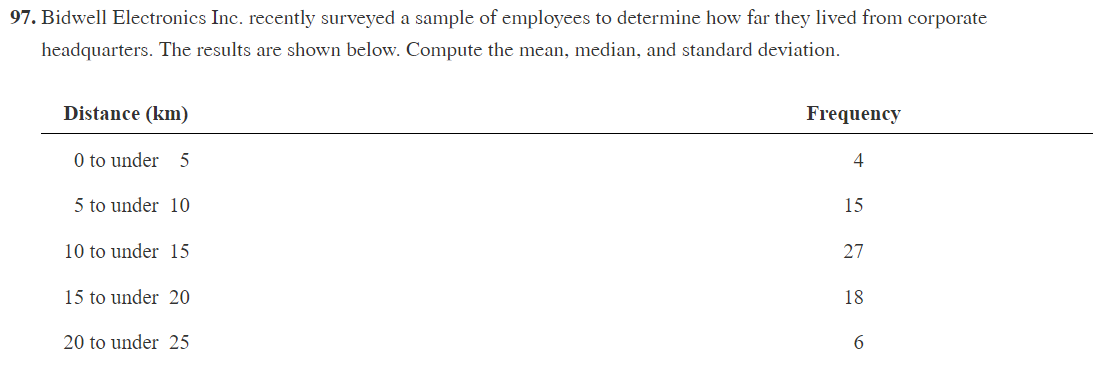 97. Bidwell Electronics Inc. recently surveyed a sample of employees to determine how far they lived from corporate
headquarters. The results are shown below. Compute the mean, median, and standard deviation.
Distance (km) Frequency
0 to under 5 4
5 to under 10 15
10 to under 15 27
15 to under 20 18
20 to under 25 6